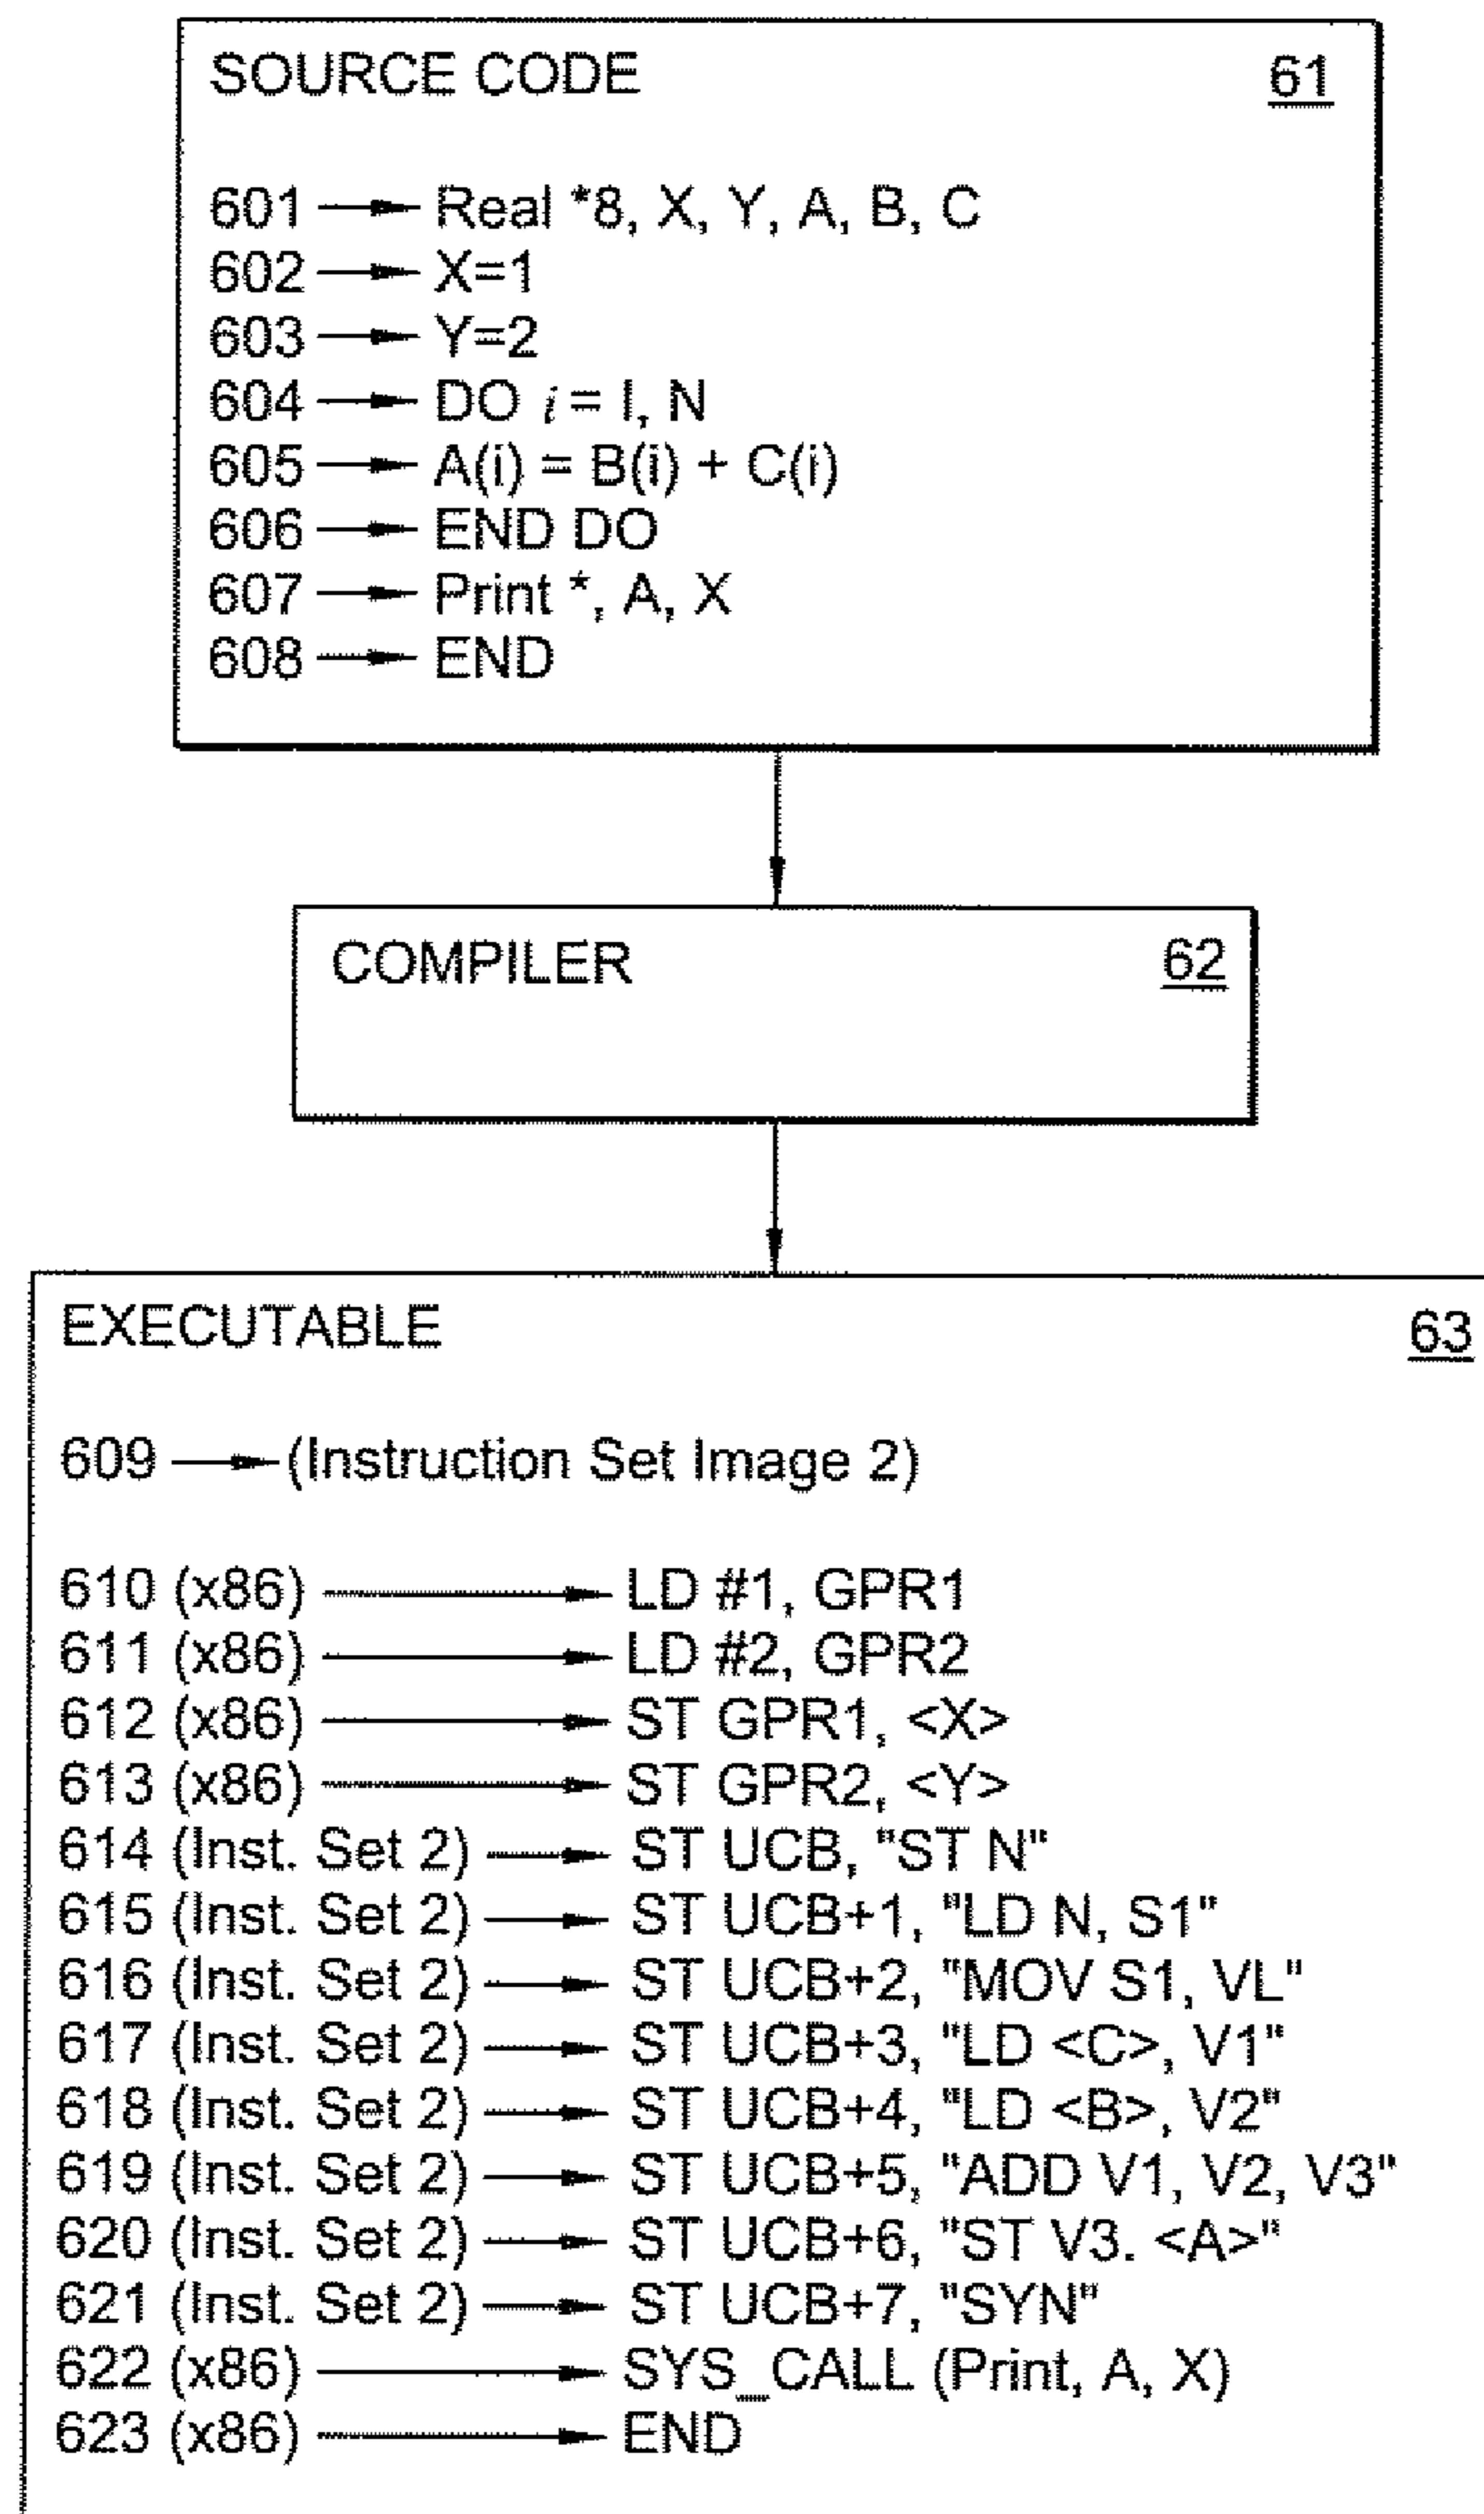 SOURCE CODE 61
601 → Real *8, X, Y, A, B, C
602 → X=1
603 → Y=2
604 → DO i = I, N
605 → A(i) = B(i) + C(i)
606 → END DO
607 → Print *, A, X
608 → END
COMPILER 62
EXECUTABLE 63
609 → (Instruction Set Image 2)
610 (x86) → LD #1, GPR1
611 (x86) → LD #2, GPR2
612 (x86) → ST GPR1, <X>
613 (x86) → ST GPR2, <Y>
614 (Inst. Set 2) → ST UCB, "ST N"
615 (Inst. Set 2) → ST UCB+1, "LD N, S1"
616 (Inst. Set 2) → ST UCB+2, "MOV S1, VL"
617 (Inst. Set 2) → ST UCB+3, "LD <C>, V1"
618 (Inst. Set 2) → ST UCB+4, "LD <B>, V2"
619 (Inst. Set 2) → ST UCB+5, "ADD V1, V2, V3"
620 (Inst. Set 2) → ST UCB+6, "ST V3. <A>"
621 (Inst. Set 2) → ST UCB+7, "SYN"
622 (x86) → SYS_CALL (Print, A, X)
623 (x86) → END